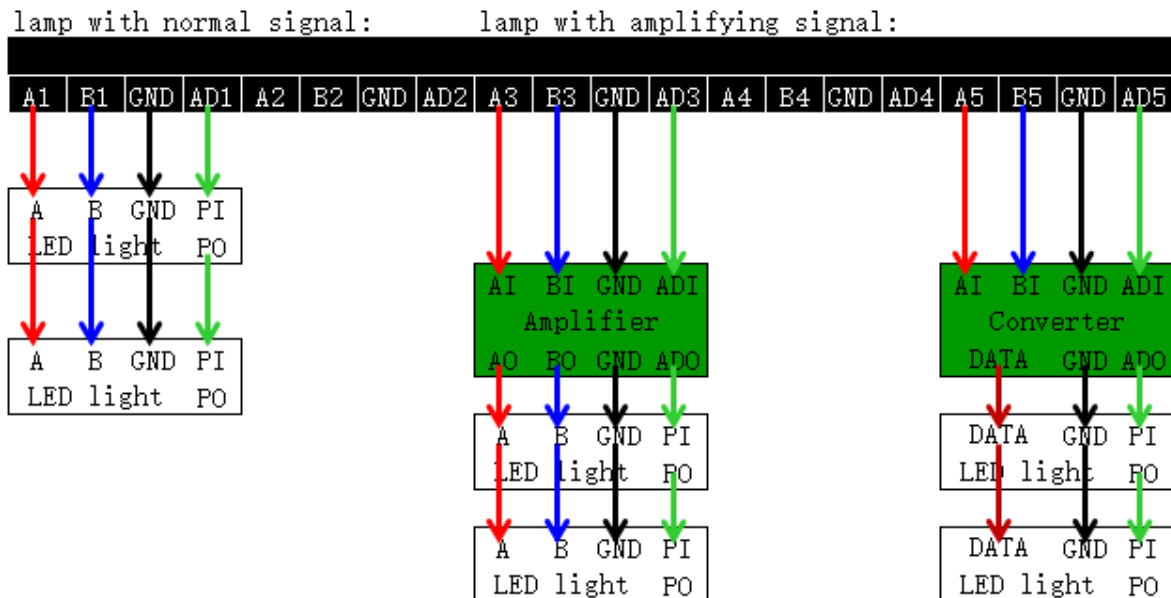 lamp with normal signal: lamp with amplifying signal:
A1 B1 GND AD1 A2 B2 GND AD2 A3 B3 GND AD3 A4 B4 GND AD4 A5 B5 GND AD5
A B GND PI
LED light PO
A B GND PI
LED light PO
AI BI GND ADI
Amplifier
AO BO GND ADO
A B GND PI
LED light PO
A B GND PI
LED light PO
AI BI GND ADI
Converter
DATA GND ADO
DATA GND PI
LED light PO
DATA GND PI
LED light PO